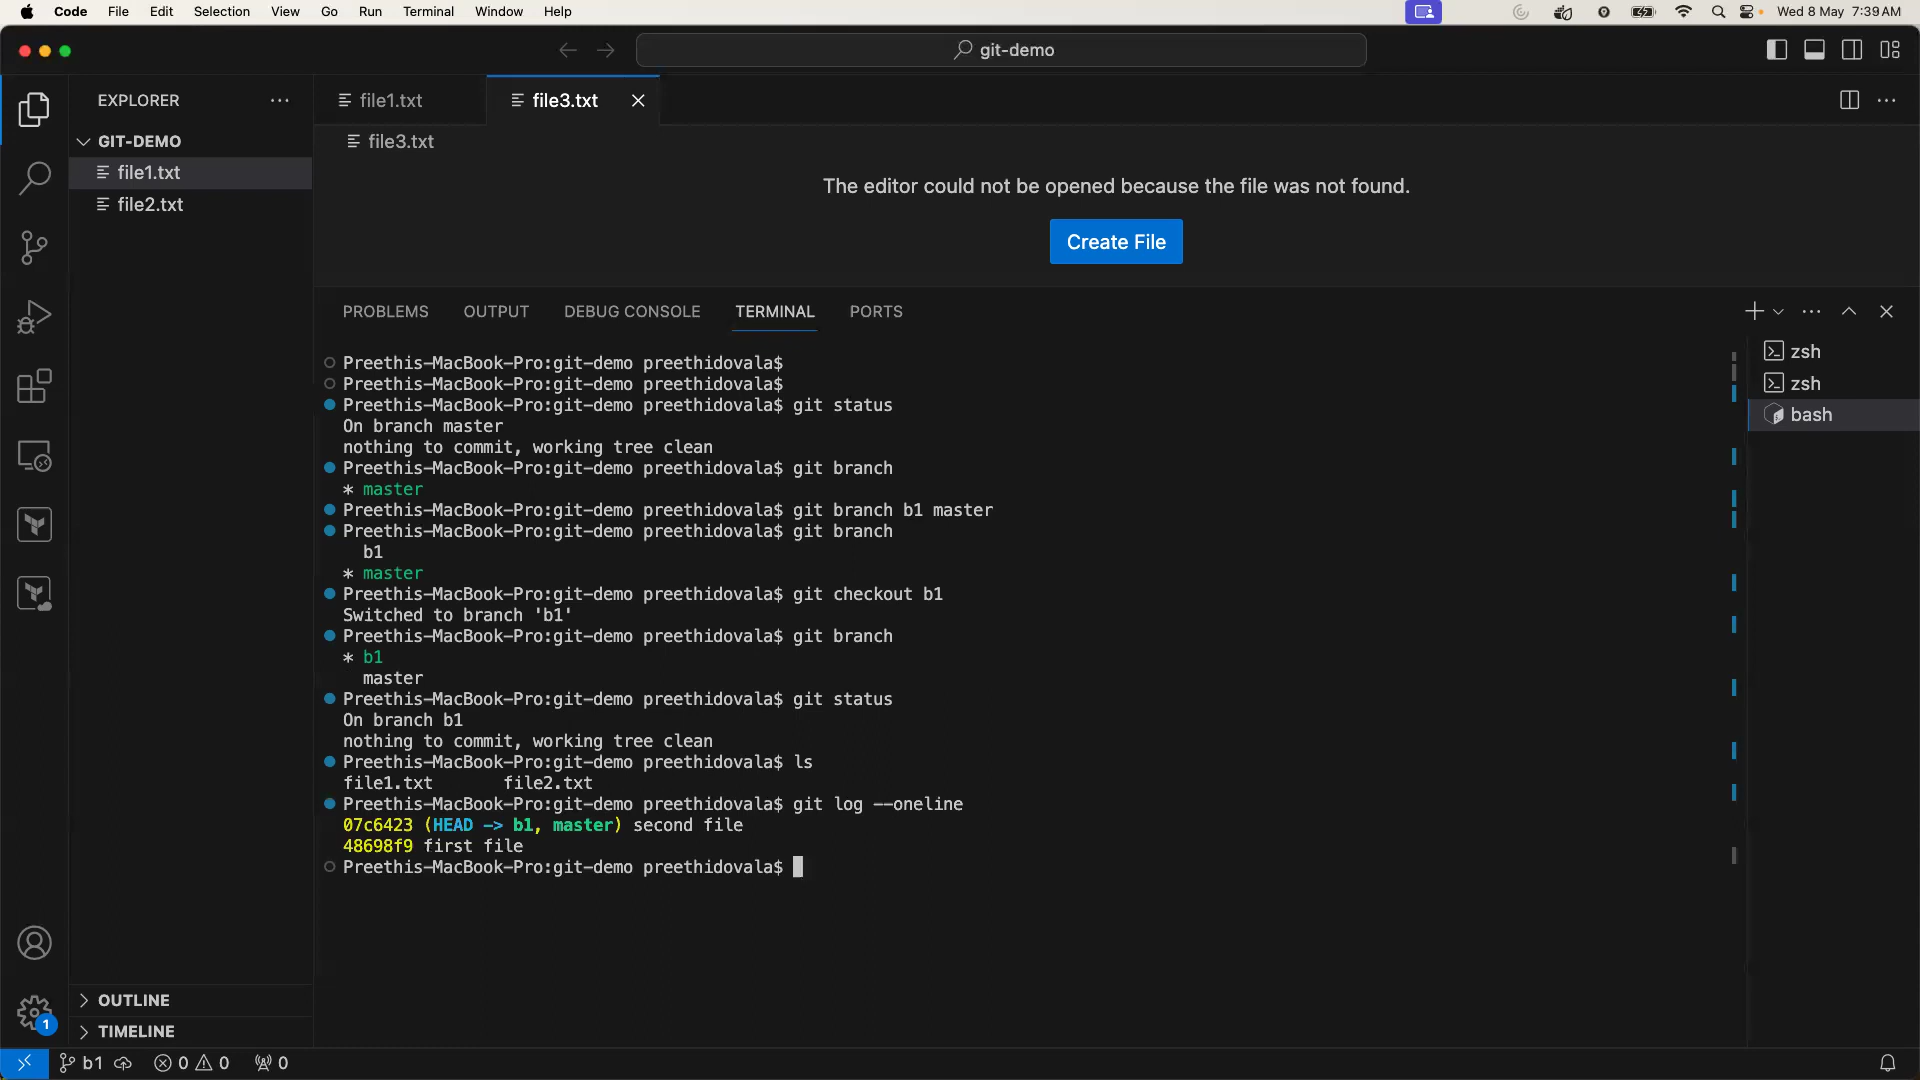 Code File Edit Selection View Go Run Terminal Window Help Wed 8 May 7:39 AM
git-demo
EXPLORER
GIT-DEMO
file1.txt
file2.txt
OUTLINE
TIMELINE
file1.txt file3.txt
file3.txt
The editor could not be opened because the file was not found.
Create File
PROBLEMS OUTPUT DEBUG CONSOLE TERMINAL PORTS
Preethis-MacBook-Pro:git-demo preethidovala$
Preethis-MacBook-Pro:git-demo preethidovala$
Preethis-MacBook-Pro:git-demo preethidovala$ git status
On branch master
nothing to commit, working tree clean
Preethis-MacBook-Pro:git-demo preethidovala$ git branch
* master
Preethis-MacBook-Pro:git-demo preethidovala$ git branch b1 master
Preethis-MacBook-Pro:git-demo preethidovala$ git branch
b1
* master
Preethis-MacBook-Pro:git-demo preethidovala$ git checkout b1
Switched to branch 'b1'
Preethis-MacBook-Pro:git-demo preethidovala$ git branch
* b1
master
Preethis-MacBook-Pro:git-demo preethidovala$ git status
On branch b1
nothing to commit, working tree clean
Preethis-MacBook-Pro:git-demo preethidovala$ ls
file1.txt file2.txt
Preethis-MacBook-Pro:git-demo preethidovala$ git log --oneline
07c6423 (HEAD -> b1, master) second file
48698f9 first file
Preethis-MacBook-Pro:git-demo preethidovala$
zsh
zsh
bash
1
b1 0 0 0